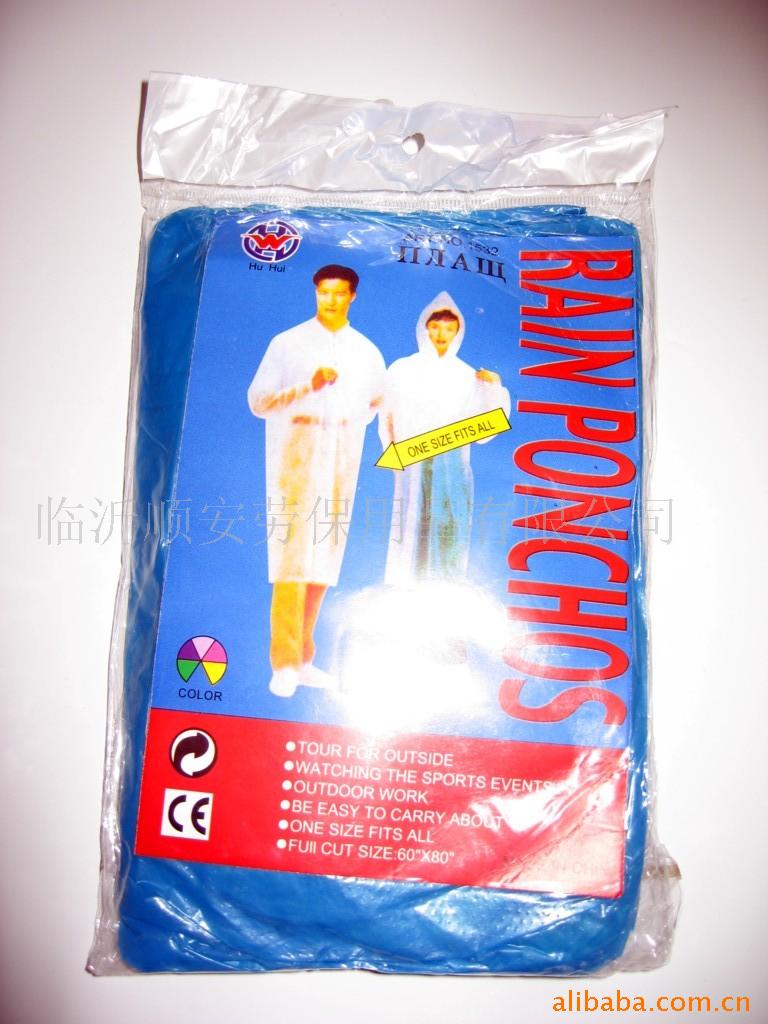 Hu Hui
ПЛАЩ
RAIN PONCHOS
ONE SIZE FITS ALL
临沂顺安劳保用品有限公司
COLOR
•TOUR FOR OUTSIDE
•WATCHING THE SPORTS EVENTS
•OUTDOOR WORK
•BE EASY TO CARRY ABOUT
•ONE SIZE FITS ALL
•FUll CUT SIZE:60"X80"
CE
alibaba.com.cn